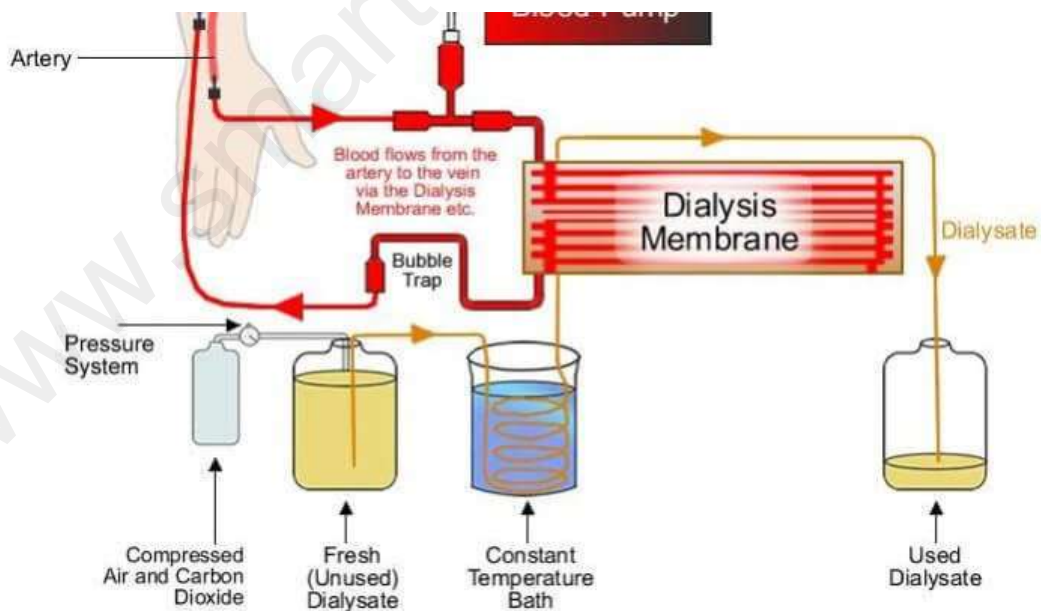 Blood Pump
Artery
Blood flows from the
artery to the vein
via the Dialysis
Membrane etc.
Dialysis
Membrane
Dialysate
Bubble
Trap
Pressure
System
Compressed
Air and Carbon
Dioxide
Fresh
(Unused)
Dialysate
Constant
Temperature
Bath
Used
Dialysate